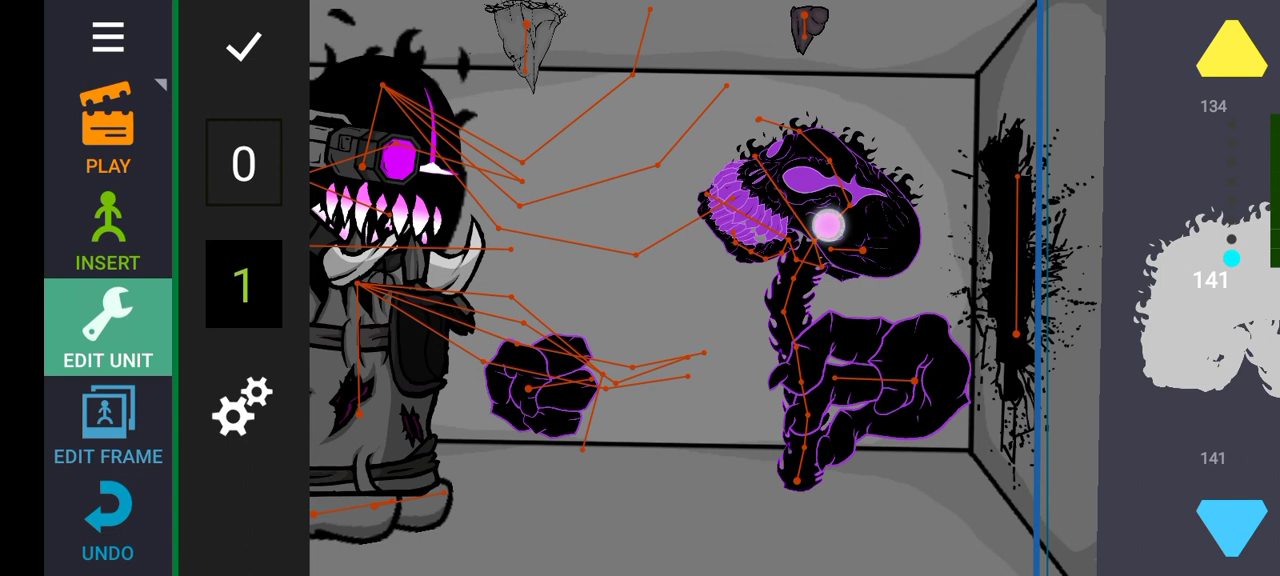 PLAY
INSERT
EDIT UNIT
EDIT FRAME
UNDO
0
1
134
141
141